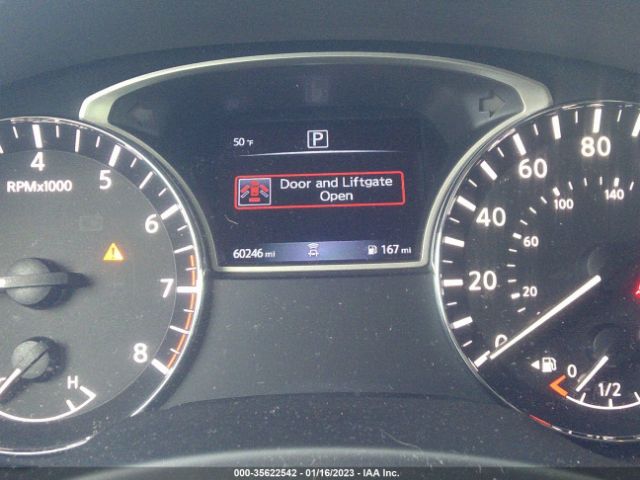 50 °F
P
Door and Liftgate
Open
60246 mi
167 mi
4
5
6
7
8
RPMx1000
H
0
20
40
60
80
20
60
100
140
0
1/2
000-35622542 - 01/16/2023 - IAA Inc.